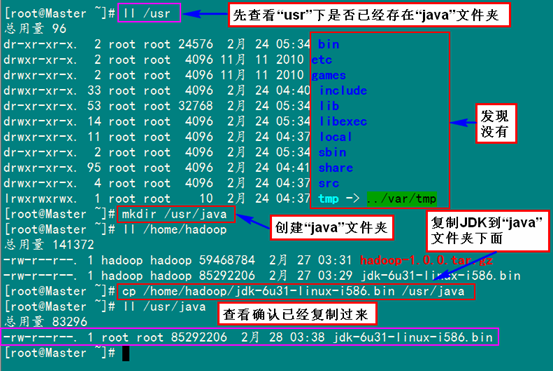 [root@Master ~]# ll /usr
先查看“usr”下是否已经存在“java”文件夹
总用量 96
dr-xr-xr-x. 2 root root 24576 2月 24 05:34 bin
drwxr-xr-x. 2 root root 4096 11月 11 2010 etc
drwxr-xr-x. 2 root root 4096 11月 11 2010 games
drwxr-xr-x. 33 root root 4096 2月 24 04:40 include
dr-xr-xr-x. 53 root root 32768 2月 24 05:34 lib
drwxr-xr-x. 14 root root 4096 2月 24 05:34 libexec
drwxr-xr-x. 11 root root 4096 2月 24 04:37 local
dr-xr-xr-x. 2 root root 4096 2月 24 05:34 sbin
drwxr-xr-x. 95 root root 4096 2月 24 04:41 share
drwxr-xr-x. 4 root root 4096 2月 24 04:37 src
lrwxrwxrwx. 1 root root 10 2月 24 04:37 tmp -> ../var/tmp
发现
没有
[root@Master ~]# mkdir /usr/java
创建“java”文件夹
复制JDK到“java”
文件夹下面
[root@Master ~]# ll /home/hadoop
总用量 141372
-rw-r--r--. 1 hadoop hadoop 59468784 2月 27 03:31 hadoop-1.0.0.tar.gz
-rw-r--r--. 1 hadoop hadoop 85292206 2月 27 03:29 jdk-6u31-linux-i586.bin
[root@Master ~]# cp /home/hadoop/jdk-6u31-linux-i586.bin /usr/java
[root@Master ~]# ll /usr/java
总用量 83296
查看确认已经复制过来
-rw-r--r--. 1 root root 85292206 2月 28 03:38 jdk-6u31-linux-i586.bin
[root@Master ~]#